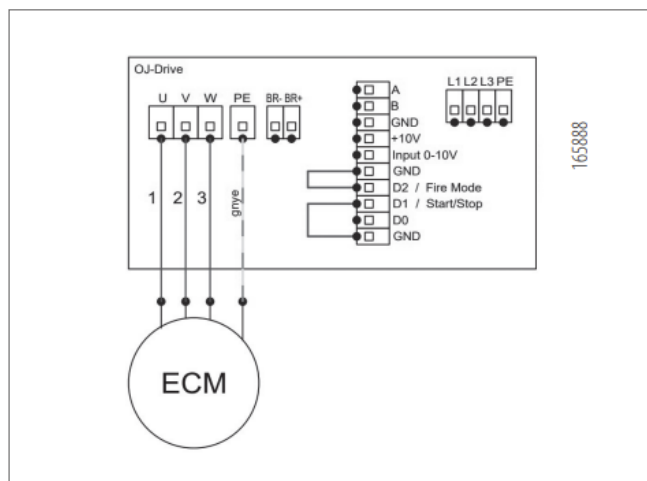 OJ-Drive
U V W PE BR- BR+
L1 L2 L3 PE
A
B
GND
+10V
Input 0-10V
GND
D2 / Fire Mode
D1 / Start/Stop
D0
GND
1 2 3 gnye
ECM
165888